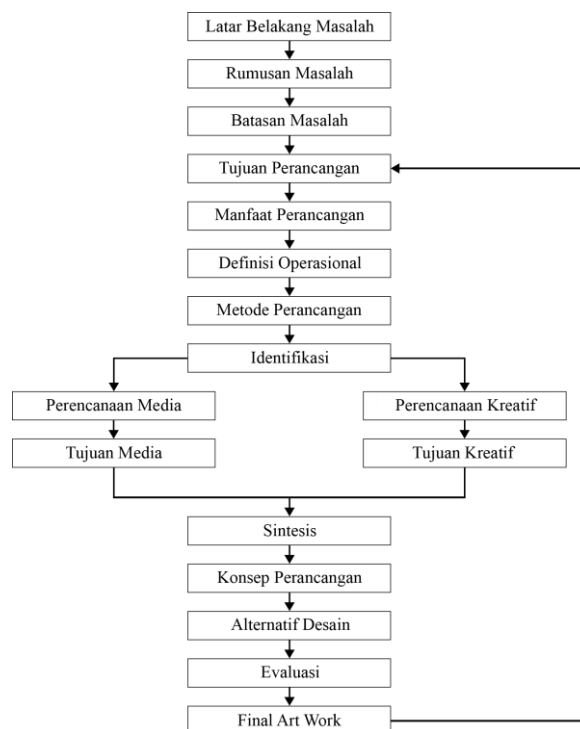 Latar Belakang Masalah
Rumusan Masalah
Batasan Masalah
Tujuan Perancangan
Manfaat Perancangan
Definisi Operasional
Metode Perancangan
Identifikasi
Perencanaan Media
Perencanaan Kreatif
Tujuan Media
Tujuan Kreatif
Sintesis
Konsep Perancangan
Alternatif Desain
Evaluasi
Final Art Work